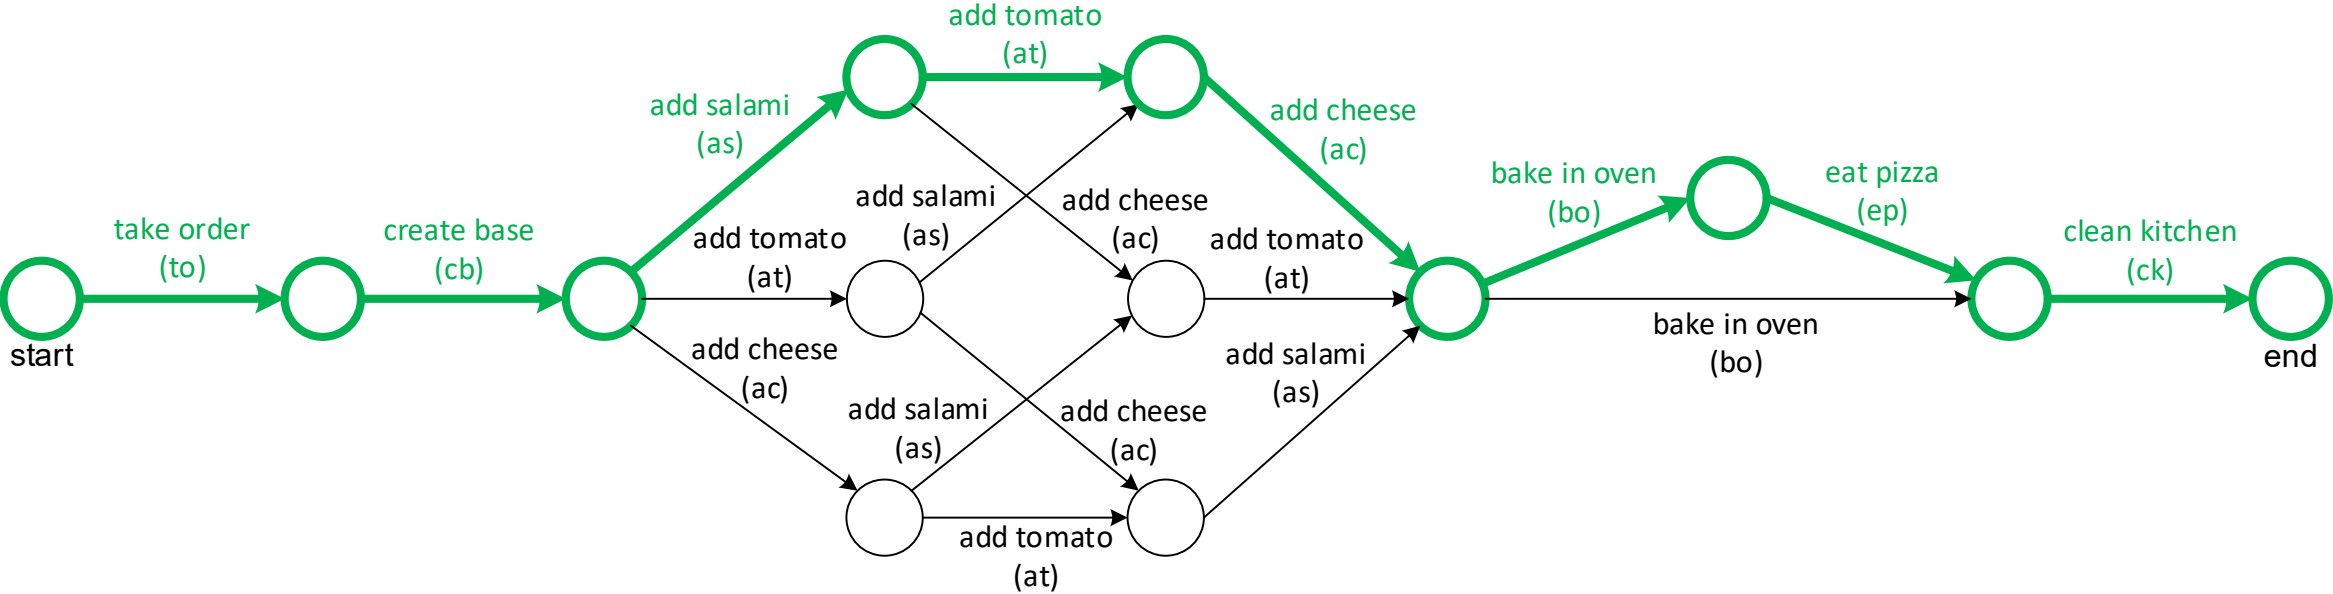 add tomato
(at)
add salami
(as)
add cheese
(ac)
bake in oven
(bo)
eat pizza
(ep)
take order
(to)
create base
(cb)
add salami
(as)
add cheese
(ac)
add tomato
(at)
add tomato
(at)
clean kitchen
(ck)
start
add cheese
(ac)
add salami
(as)
add cheese
(ac)
add salami
(as)
bake in oven
(bo)
end
add tomato
(at)